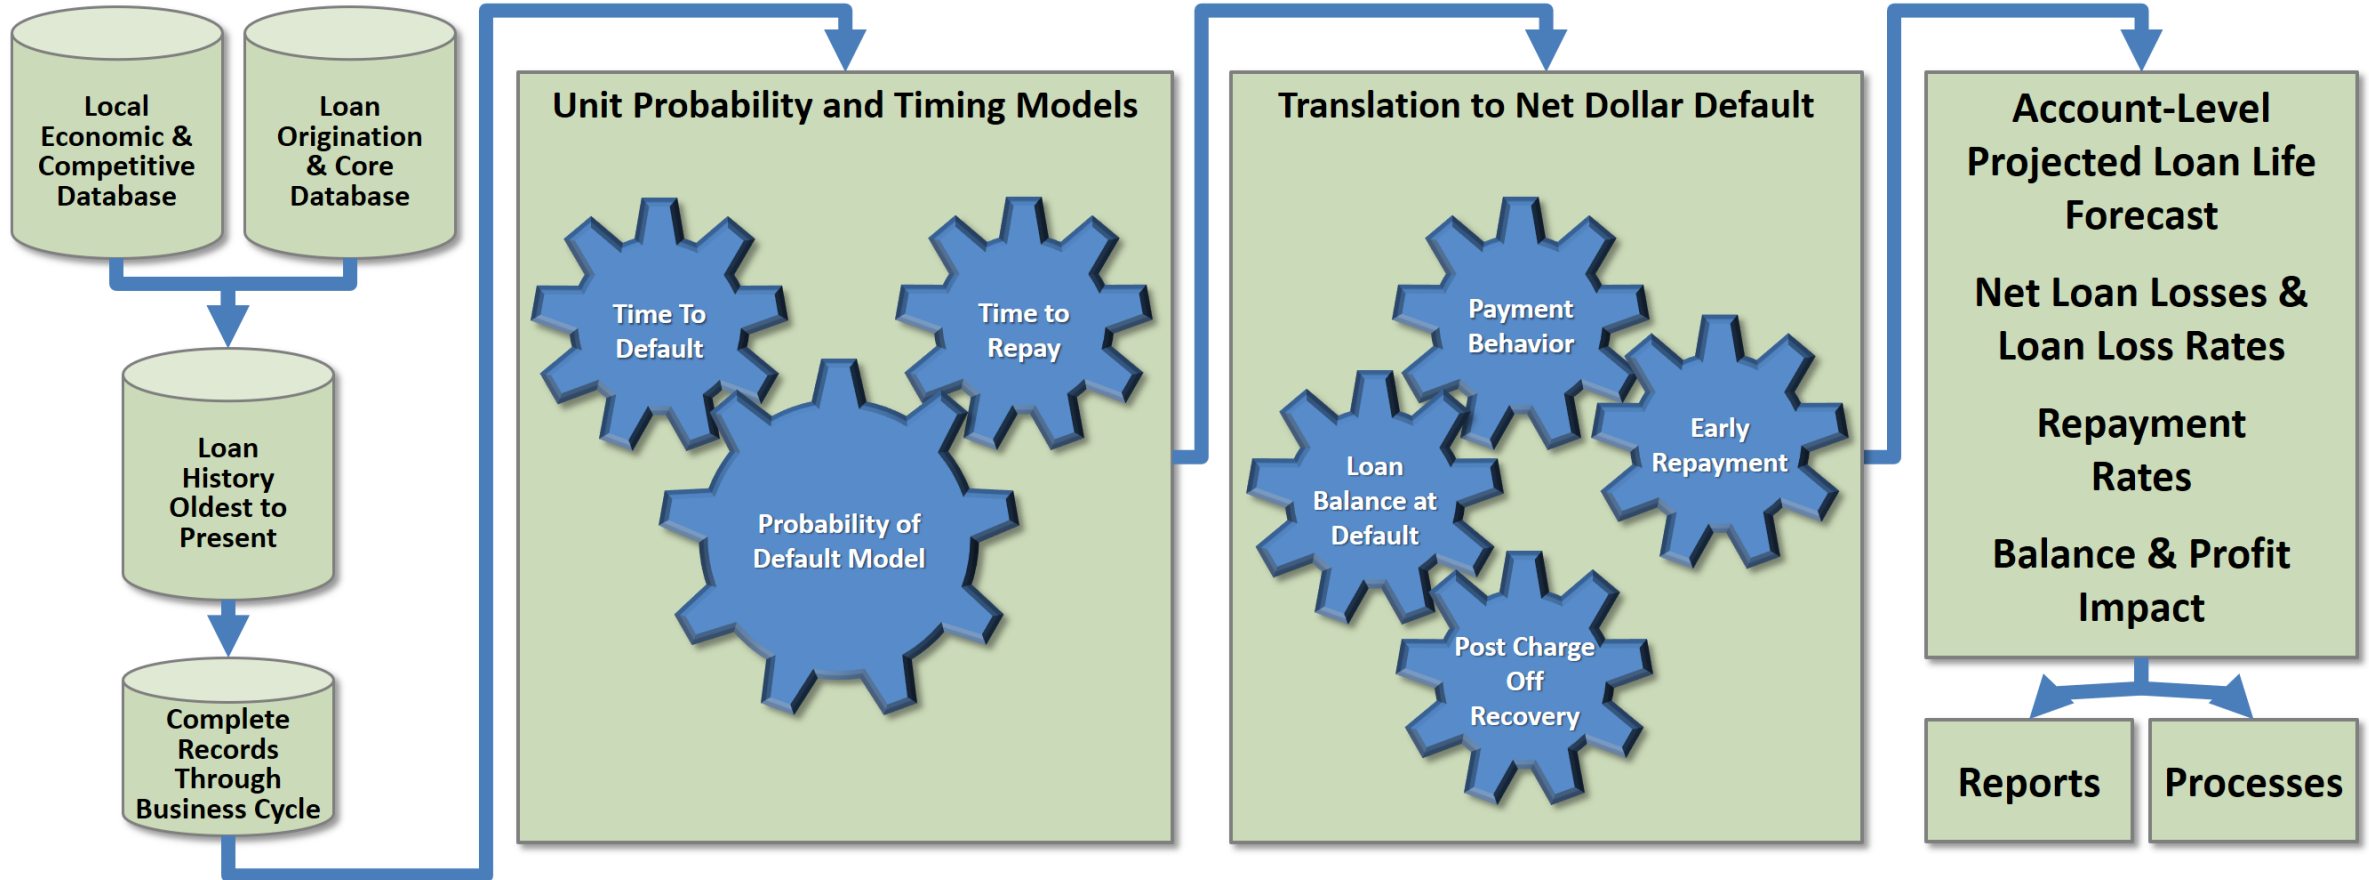 Local
Economic &
Competitive
Database
Loan
Origination
& Core
Database
Loan
History
Oldest to
Present
Complete
Records
Through
Business Cycle
Unit Probability and Timing Models
Time To
Default
Time to
Repay
Probability of
Default Model
Translation to Net Dollar Default
Payment
Behavior
Early
Repayment
Loan
Balance at
Default
Post Charge
Off
Recovery
Account-Level
Projected Loan Life
Forecast
Net Loan Losses &
Loan Loss Rates
Repayment
Rates
Balance & Profit
Impact
Reports
Processes